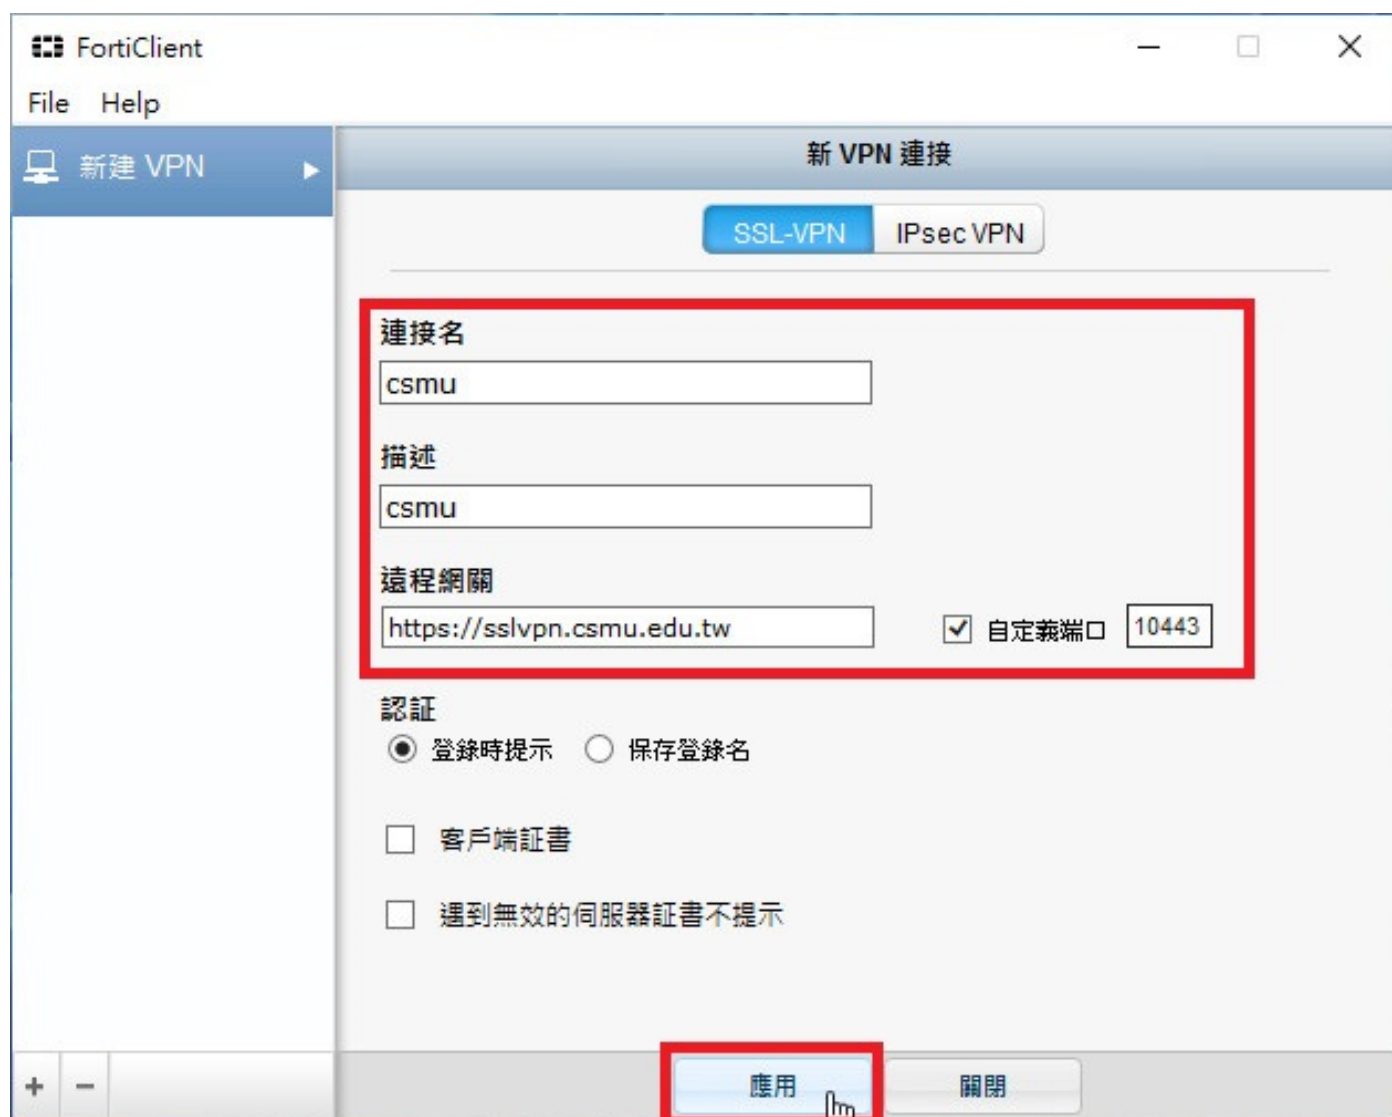 FortiClient
File Help
新建 VPN
新 VPN 連接
SSL-VPN IPsec VPN
連接名
csmu
描述
csmu
遠程網關
https://sslvpn.csmu.edu.tw 自定義端口 10443
認証
登錄時提示 保存登錄名
客戶端証書
遇到無效的伺服器証書不提示
+ − 應用 關閉